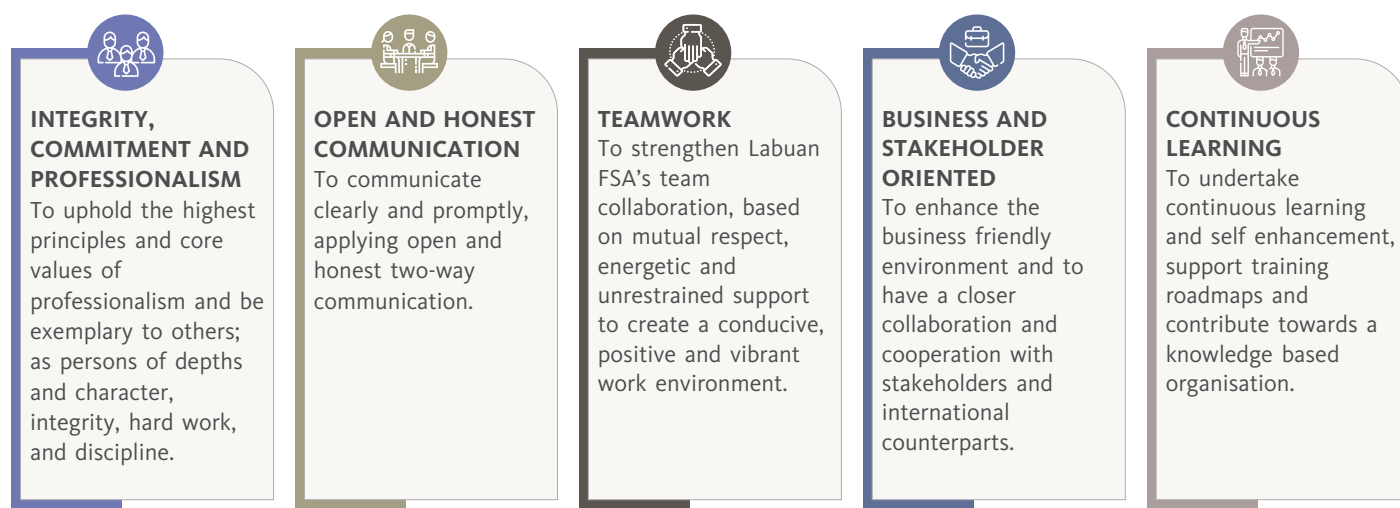 INTEGRITY,
COMMITMENT AND
PROFESSIONALISM
To uphold the highest
principles and core
values of
professionalism and be
exemplary to others;
as persons of depths
and character,
integrity, hard work,
and discipline.
OPEN AND HONEST
COMMUNICATION
To communicate
clearly and promptly,
applying open and
honest two-way
communication.
TEAMWORK
To strengthen Labuan
FSA’s team
collaboration, based
on mutual respect,
energetic and
unrestrained support
to create a conducive,
positive and vibrant
work environment.
BUSINESS AND
STAKEHOLDER
ORIENTED
To enhance the
business friendly
environment and to
have a closer
collaboration and
cooperation with
stakeholders and
international
counterparts.
CONTINUOUS
LEARNING
To undertake
continuous learning
and self enhancement,
support training
roadmaps and
contribute towards a
knowledge based
organisation.